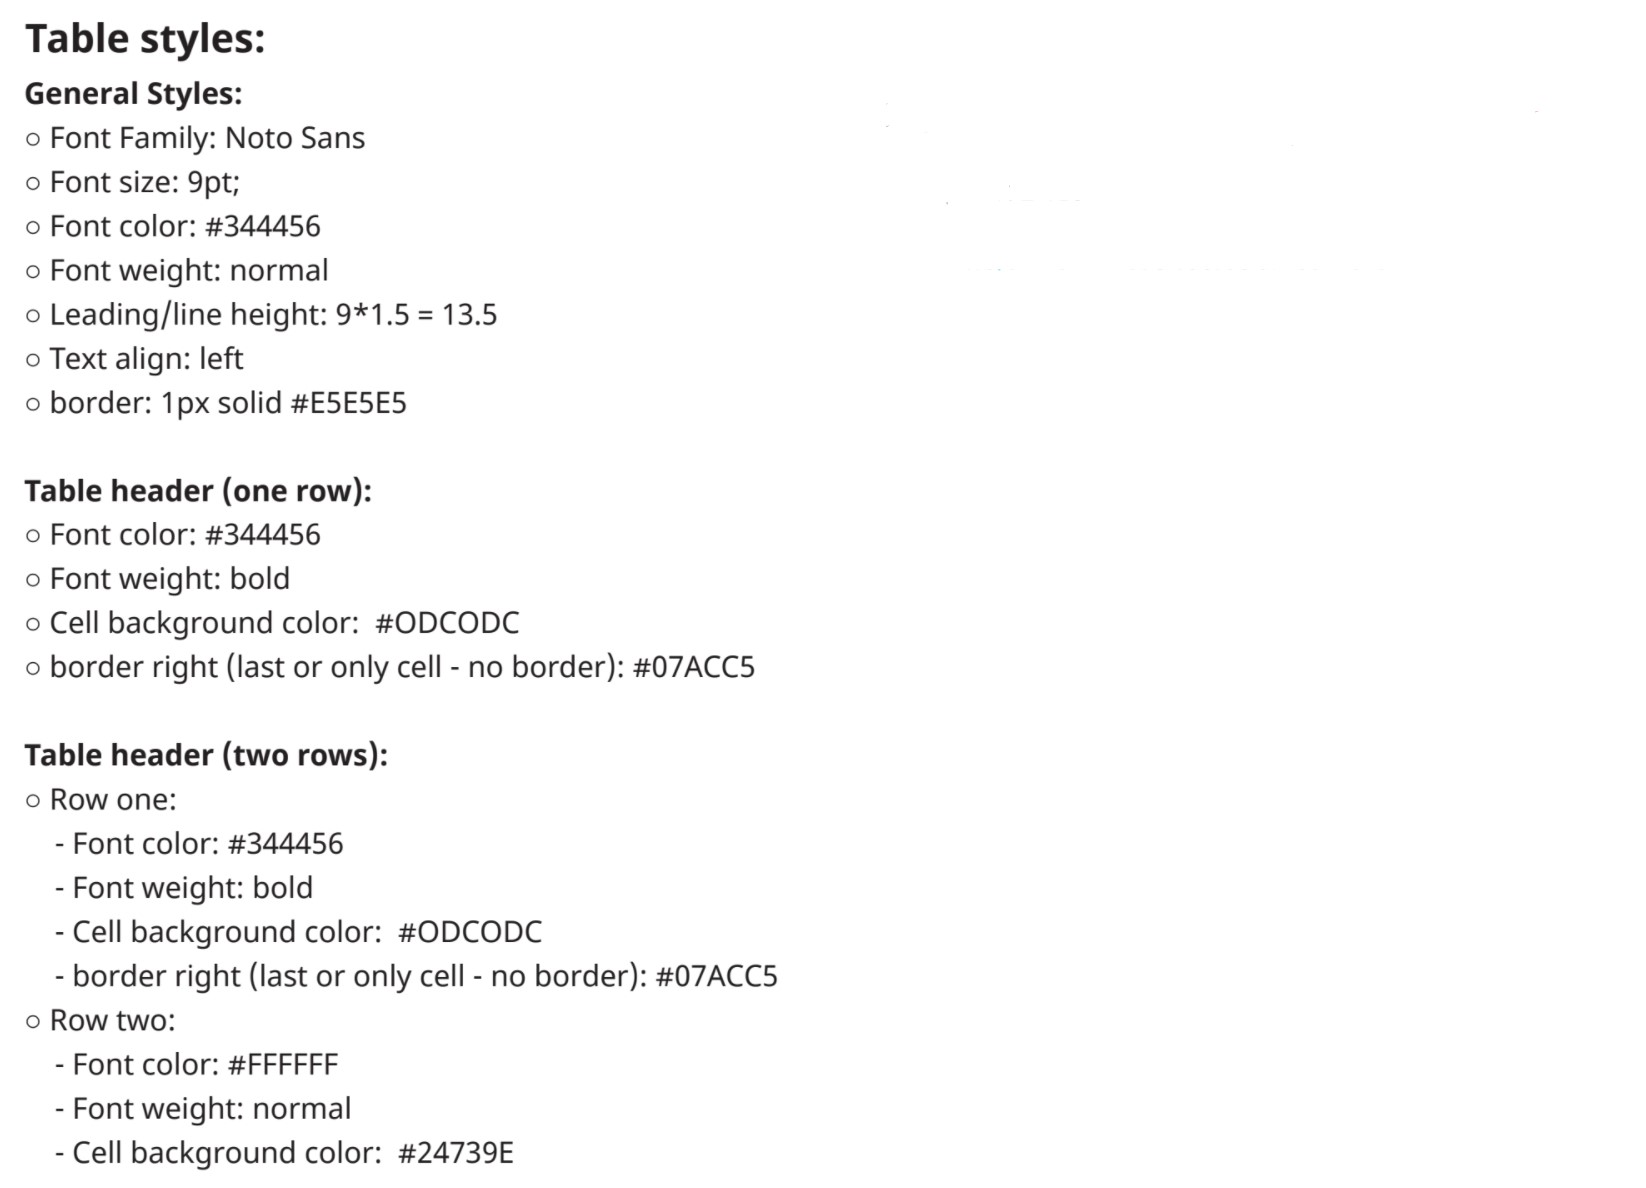 Table styles:
General Styles:
○ Font Family: Noto Sans
○ Font size: 9pt;
○ Font color: #344456
○ Font weight: normal
○ Leading/line height: 9*1.5 = 13.5
○ Text align: left
○ border: 1px solid #E5E5E5
Table header (one row):
○ Font color: #344456
○ Font weight: bold
○ Cell background color:  #ODCODC
○ border right (last or only cell - no border): #07ACC5
Table header (two rows):
○ Row one:
- Font color: #344456
- Font weight: bold
- Cell background color:  #ODCODC
- border right (last or only cell - no border): #07ACC5
○ Row two:
- Font color: #FFFFFF
- Font weight: normal
- Cell background color:  #24739E